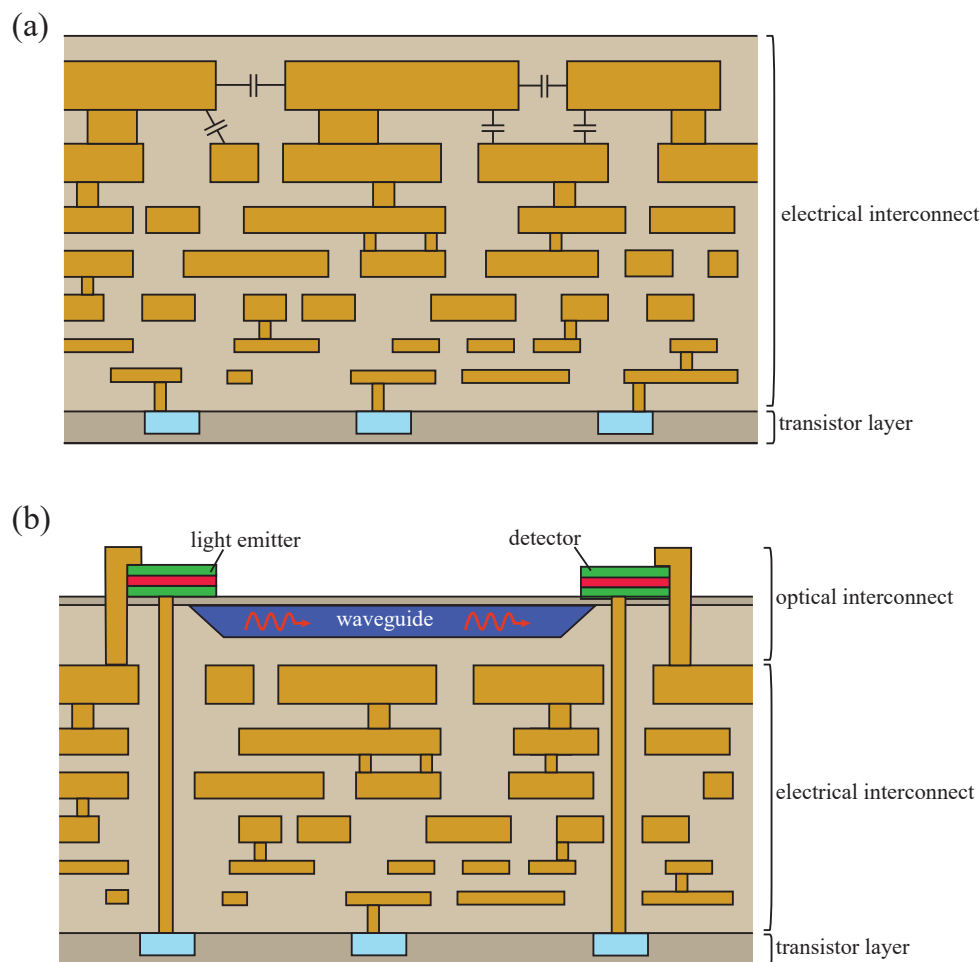 (a)
electrical interconnect
transistor layer
(b)
light emitter
detector
waveguide
optical interconnect
electrical interconnect
transistor layer